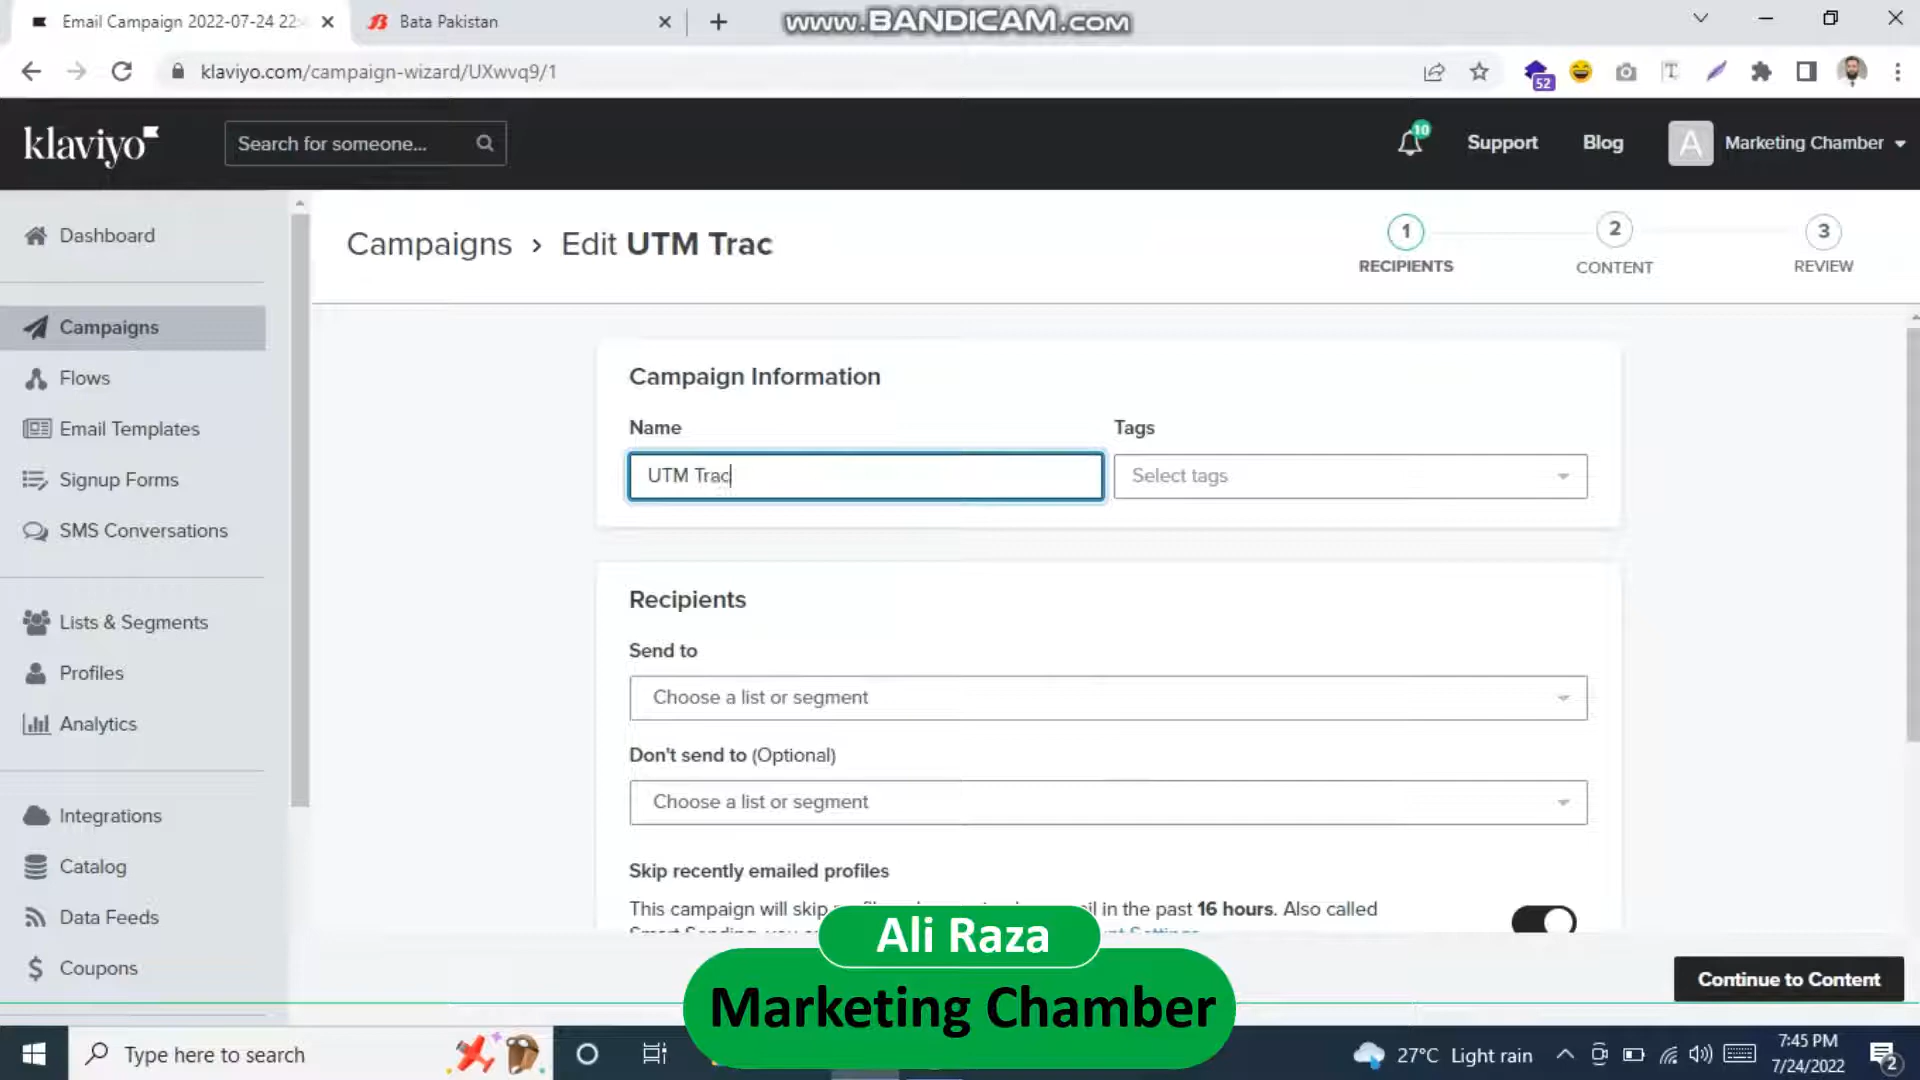 Email Campaign 2022-07-24 22:
Bata Pakistan
www.BANDICAM.com
klaviyo.com/campaign-wizard/UXwvq9/1
52
klaviyo
Search for someone...
10
Support
Blog
A
Marketing Chamber
Dashboard
Campaigns
Flows
Email Templates
Signup Forms
SMS Conversations
Lists & Segments
Profiles
Analytics
Integrations
Catalog
Data Feeds
Coupons
Campaigns › Edit UTM Trac
1
RECIPIENTS
2
CONTENT
3
REVIEW
Campaign Information
Name
Tags
UTM Trac
Select tags
Recipients
Send to
Choose a list or segment
Don't send to (Optional)
Choose a list or segment
Skip recently emailed profiles
This campaign will skip il in the past 16 hours. Also called
Continue to Content
Ali Raza
Marketing Chamber
Type here to search
27°C Light rain
7:45 PM
7/24/2022
2